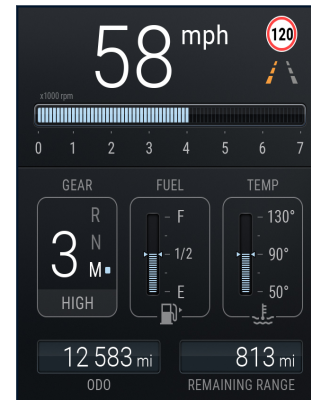 58 mph
120
x1000 rpm
0 1 2 3 4 5 6 7
GEAR FUEL TEMP
R F 130°
3 N 1/2 90°
M
E 50°
HIGH
12 583 mi 813 mi
ODO REMAINING RANGE